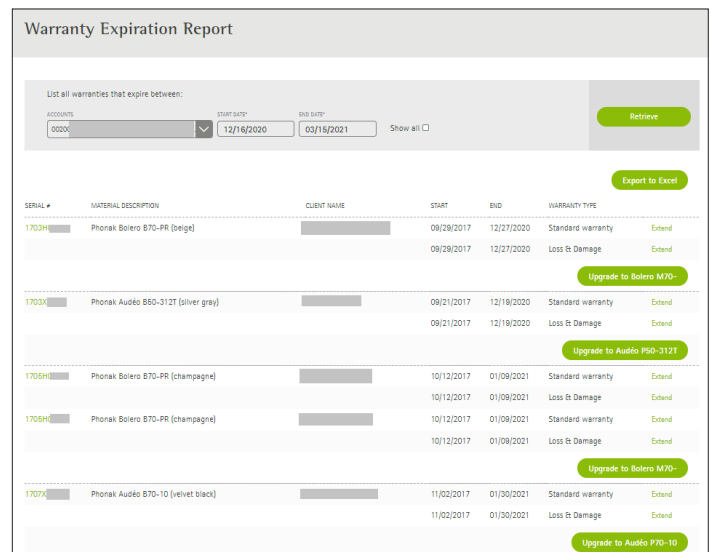 Warranty Expiration Report
List all warranties that expire between:
ACCOUNTS START DATE* END DATE*
00200 12/16/2020 03/15/2021 Show all Retrieve
Export to Excel
SERIAL # MATERIAL DESCRIPTION CLIENT NAME START END WARRANTY TYPE
1703H Phonak Bolero B70-PR (beige) 09/29/2017 12/27/2020 Standard warranty Extend
09/29/2017 12/27/2020 Loss & Damage Extend
Upgrade to Bolero M70-
1703X Phonak Audéo B50-312T (silver gray) 09/21/2017 12/19/2020 Standard warranty Extend
09/21/2017 12/19/2020 Loss & Damage Extend
Upgrade to Audéo P50-312T
1705H0 Phonak Bolero B70-PR (champagne) 10/12/2017 01/09/2021 Standard warranty Extend
10/12/2017 01/09/2021 Loss & Damage Extend
1705H Phonak Bolero B70-PR (champagne) 10/12/2017 01/09/2021 Standard warranty Extend
10/12/2017 01/09/2021 Loss & Damage Extend
Upgrade to Bolero M70-
1707X Phonak Audéo B70-10 (velvet black) 11/02/2017 01/30/2021 Standard warranty Extend
11/02/2017 01/30/2021 Loss & Damage Extend
Upgrade to Audéo P70-10